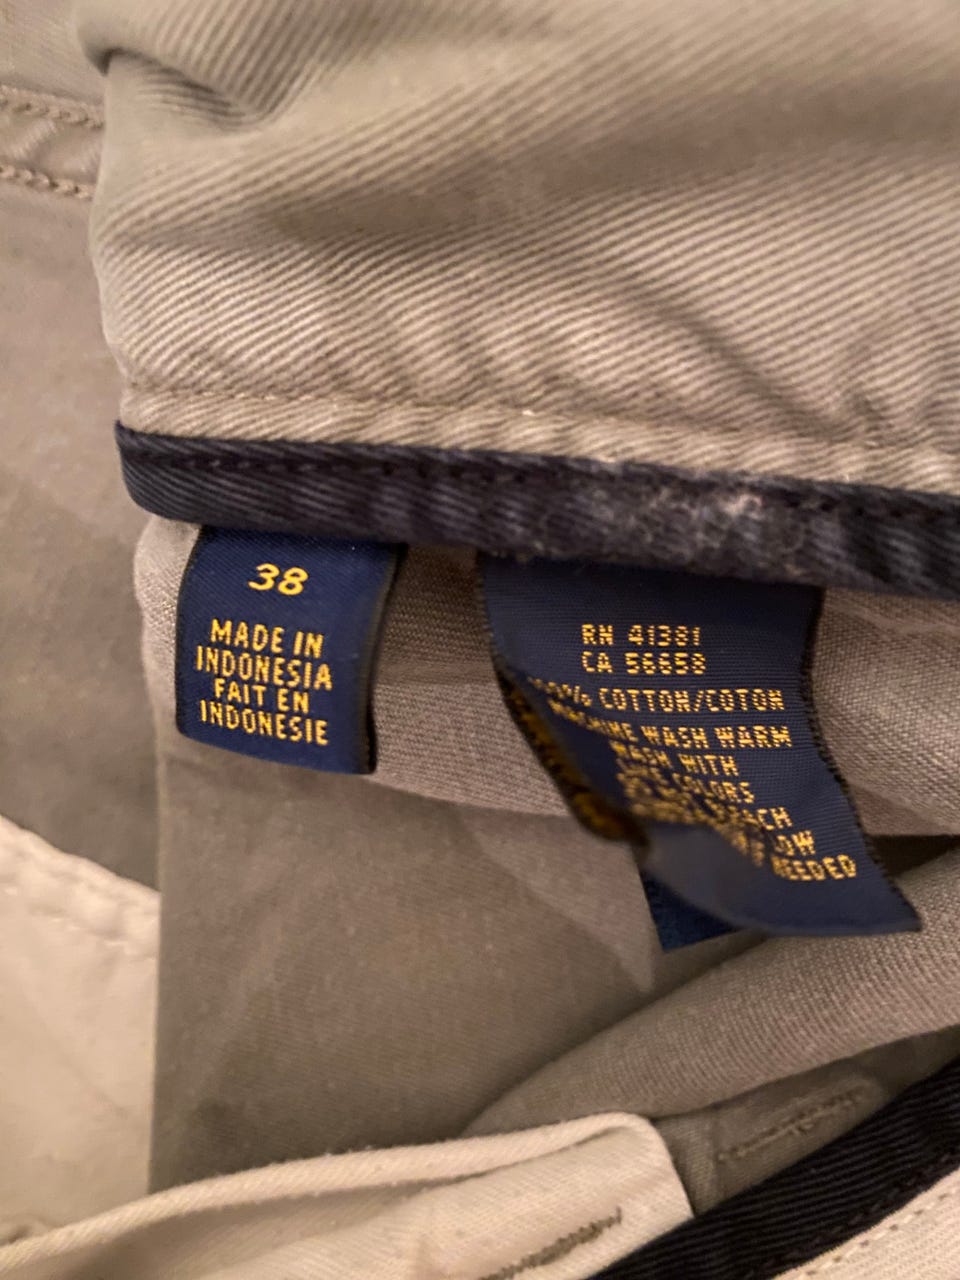 38
MADE IN
INDONESIA
FAIT EN
INDONESIE
RN 41381
CA 56658
COTTON/COTON
MACHINE WASH WARM
WASH WITH
COLORS
LOW
NEEDED